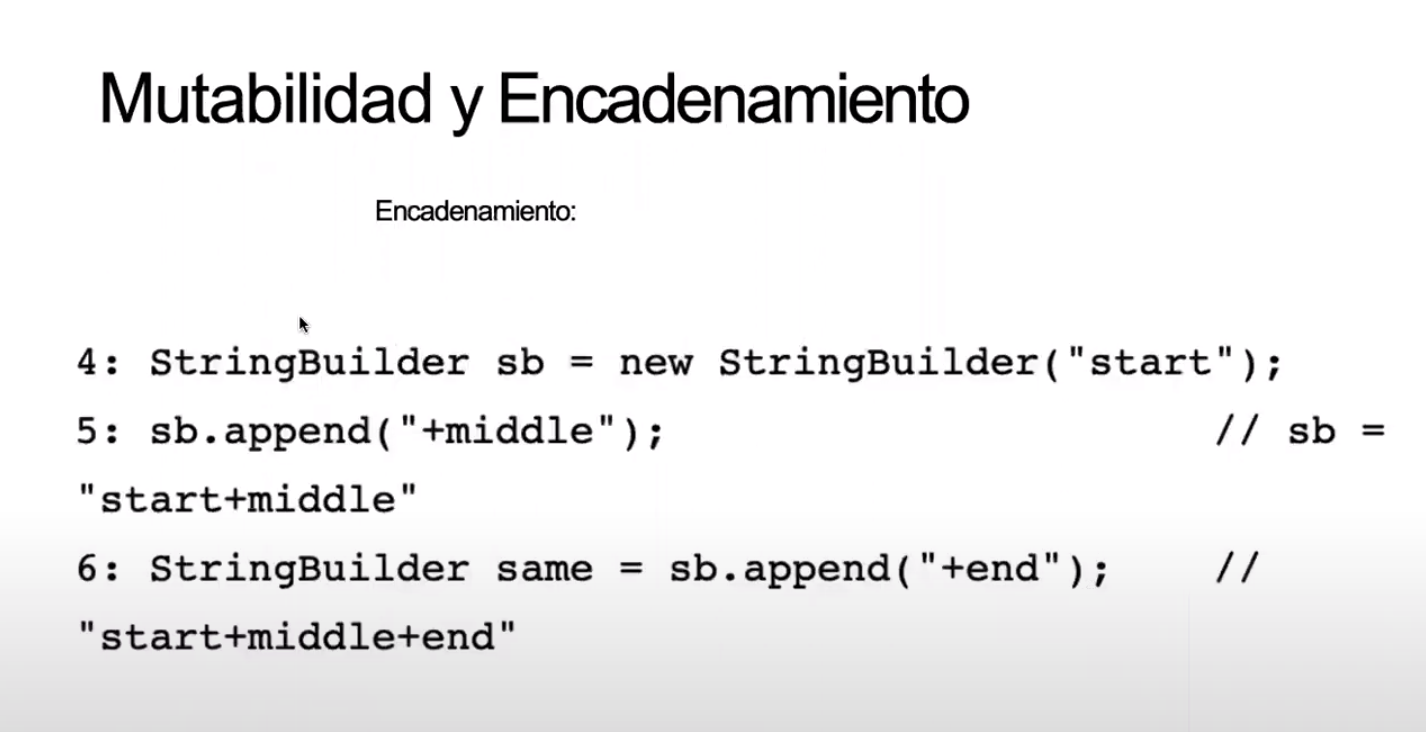 Mutabilidad y Encadenamiento
Encadenamiento:
4: StringBuilder sb = new StringBuilder("start");
5: sb.append("+middle"); // sb =
"start+middle"
6: StringBuilder same = sb.append("+end"); //
"start+middle+end"